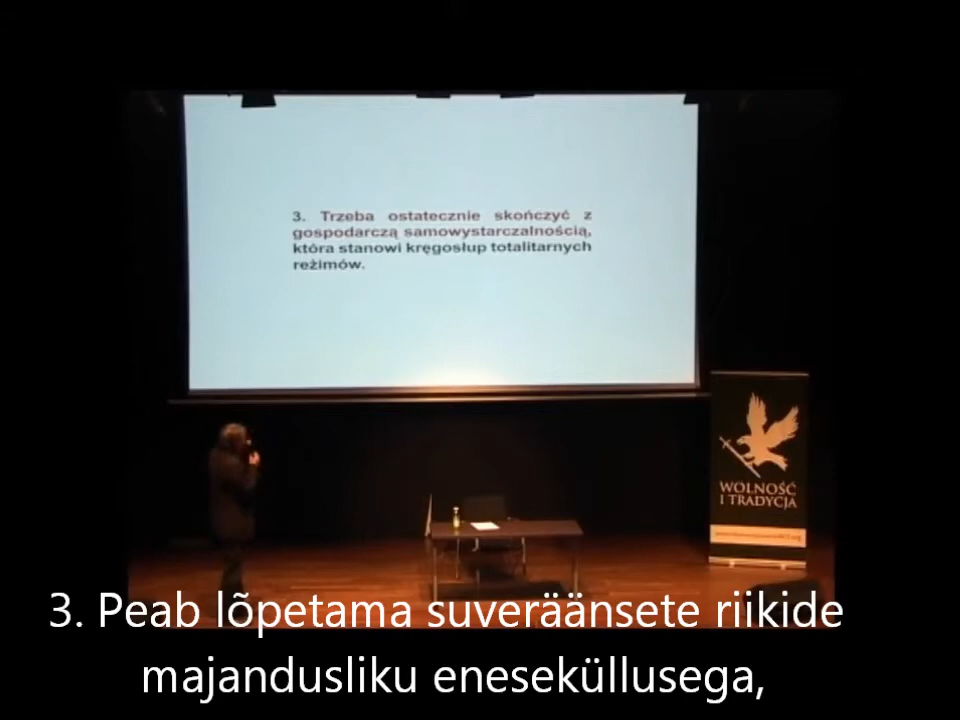 3. Trzeba ostatecznie skończyć z
gospodarczą samowystarczalnością,
która stanowi kręgosłup totalitarnych
reżimów.
WOLNOŚĆ
I TRADYCJA
3. Peab lõpetama suveräänsete riikide
majandusliku eneseküllusega,